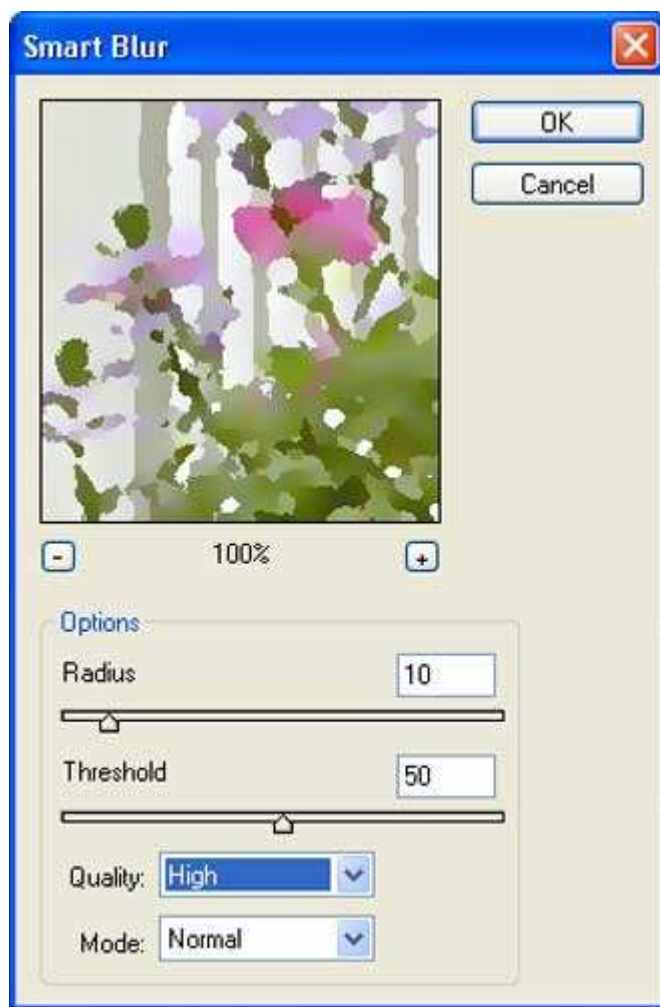 Smart Blur
OK
Cancel
- 100% +
Options
Radius 10
Threshold 50
Quality: High
Mode: Normal